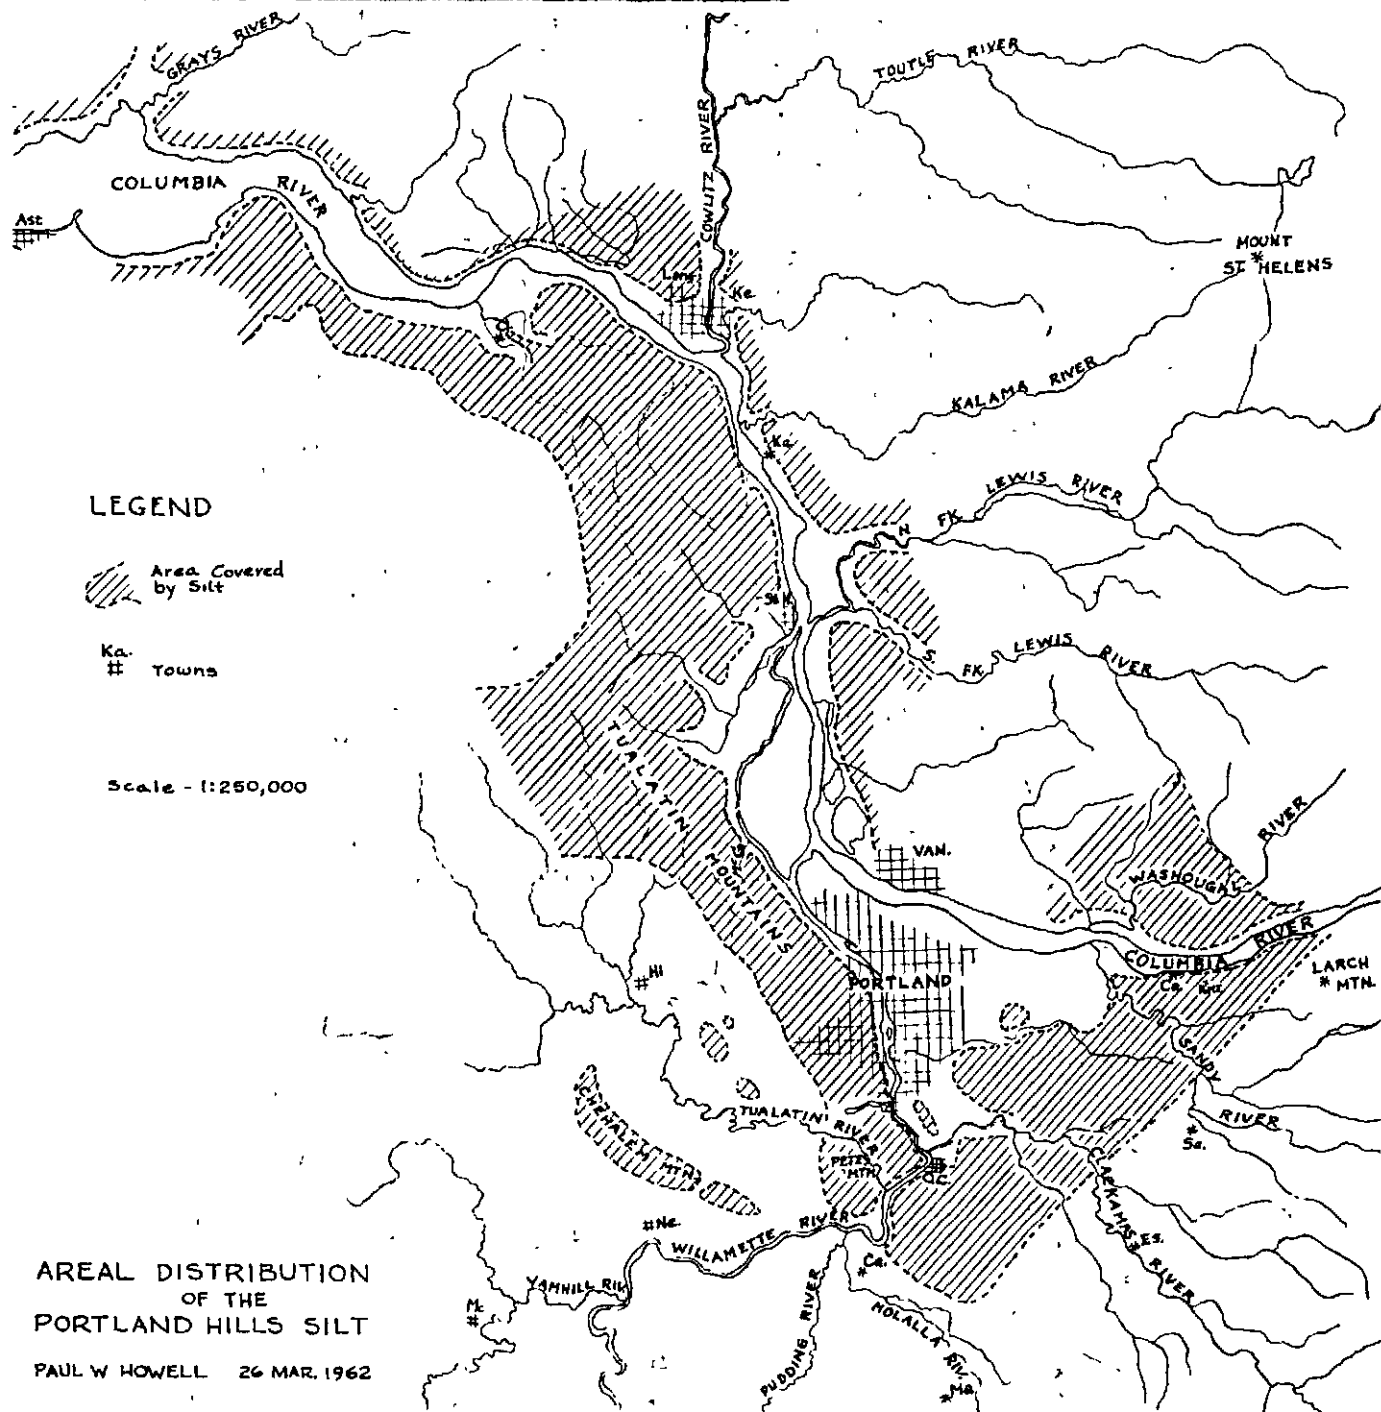 GRAYS RIVER
TOUTLE RIVER
COWLITZ RIVER
COLUMBIA RIVER
Ast
MOUNT
ST. HELENS
Long
Ke
KALAMA RIVER
Ka
LEGEND
Area Covered
by Silt
Ka.
Towns
Scale - 1:250,000
N. FK. LEWIS RIVER
St H
S. FK. LEWIS RIVER
TUALATIN MOUNTAINS
VAN.
WASHOUGAL RIVER
COLUMBIA RIVER
LARCH
MTN.
PORTLAND
Hi
SANDY RIVER
Sa.
CHEHALEM MTN.
TUALATIN RIVER
PETES
MTN.
O.C.
CLACKAMAS RIVER
Es.
Ne.
WILLAMETTE RIVER
YAMHILL RIV.
Mc
Ca.
PUDDING RIVER
MOLALLA RIV.
Mo.
AREAL DISTRIBUTION
OF THE
PORTLAND HILLS SILT
PAUL W HOWELL 26 MAR. 1962